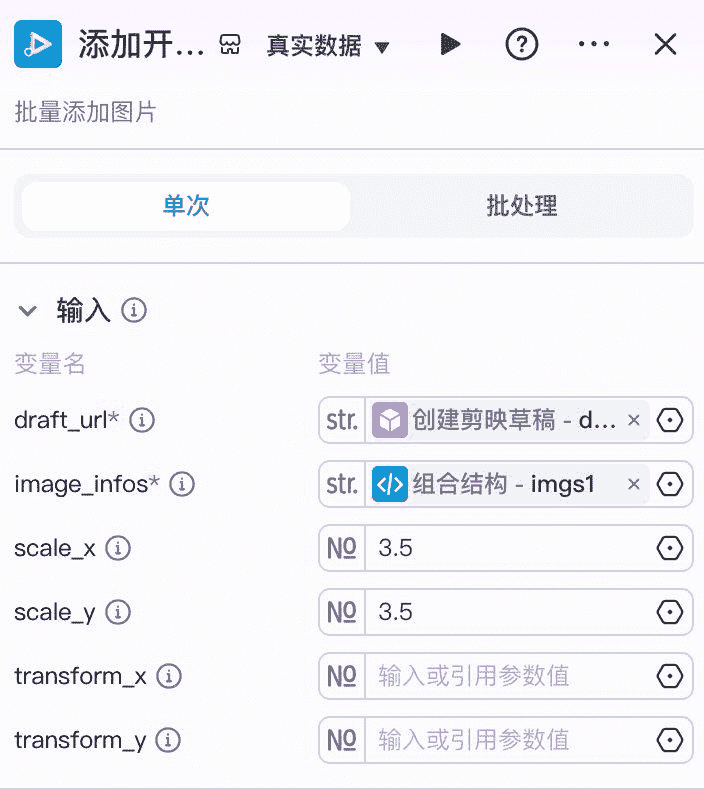 添加开... 真实数据
批量添加图片
单次 批处理
输入
变量名 变量值
draft_url* str. 创建剪映草稿 - d...
image_infos* str. 组合结构 - imgs1
scale_x № 3.5
scale_y № 3.5
transform_x № 输入或引用参数值
transform_y № 输入或引用参数值